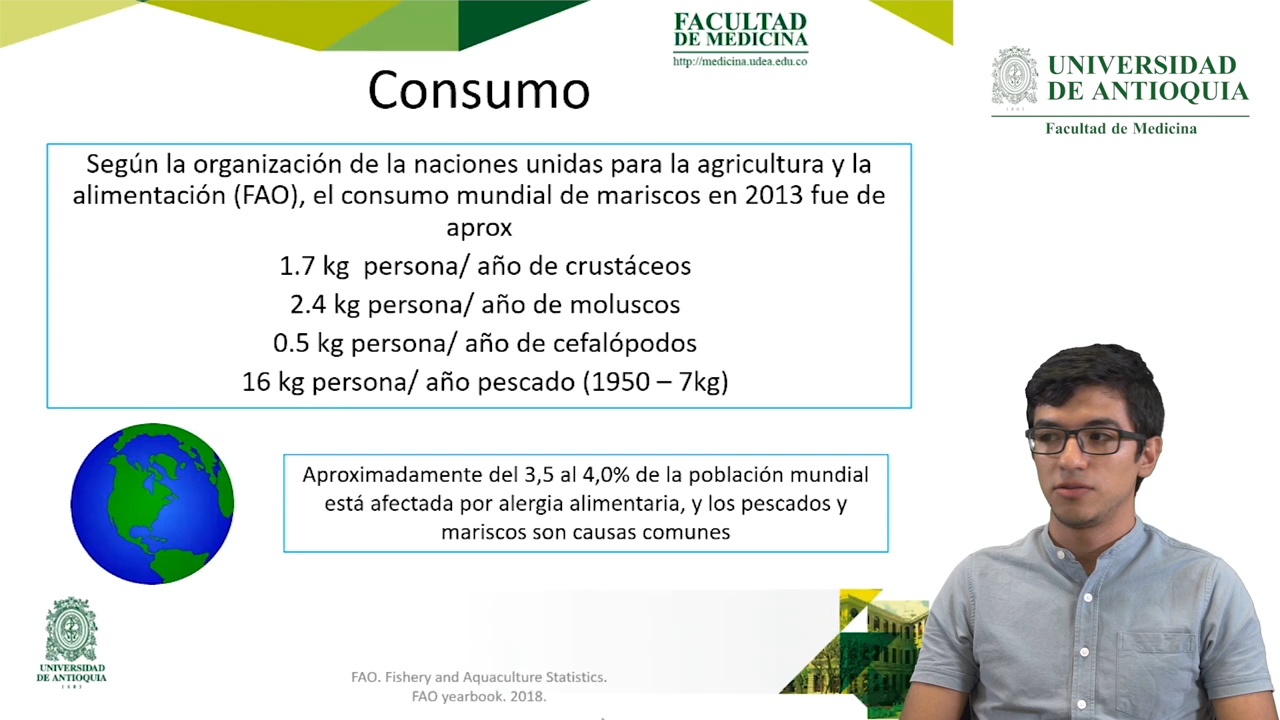 FACULTAD
DE MEDICINA
http://medicina.udea.edu.co
UNIVERSIDAD
DE ANTIOQUIA
1803
Facultad de Medicina
Consumo
Según la organización de la naciones unidas para la agricultura y la
alimentación (FAO), el consumo mundial de mariscos en 2013 fue de
aprox
1.7 kg persona/ año de crustáceos
2.4 kg persona/ año de moluscos
0.5 kg persona/ año de cefalópodos
16 kg persona/ año pescado (1950 – 7kg)
Aproximadamente del 3,5 al 4,0% de la población mundial
está afectada por alergia alimentaria, y los pescados y
mariscos son causas comunes
UNIVERSIDAD
DE ANTIOQUIA
1803
FAO. Fishery and Aquaculture Statistics.
FAO yearbook. 2018.